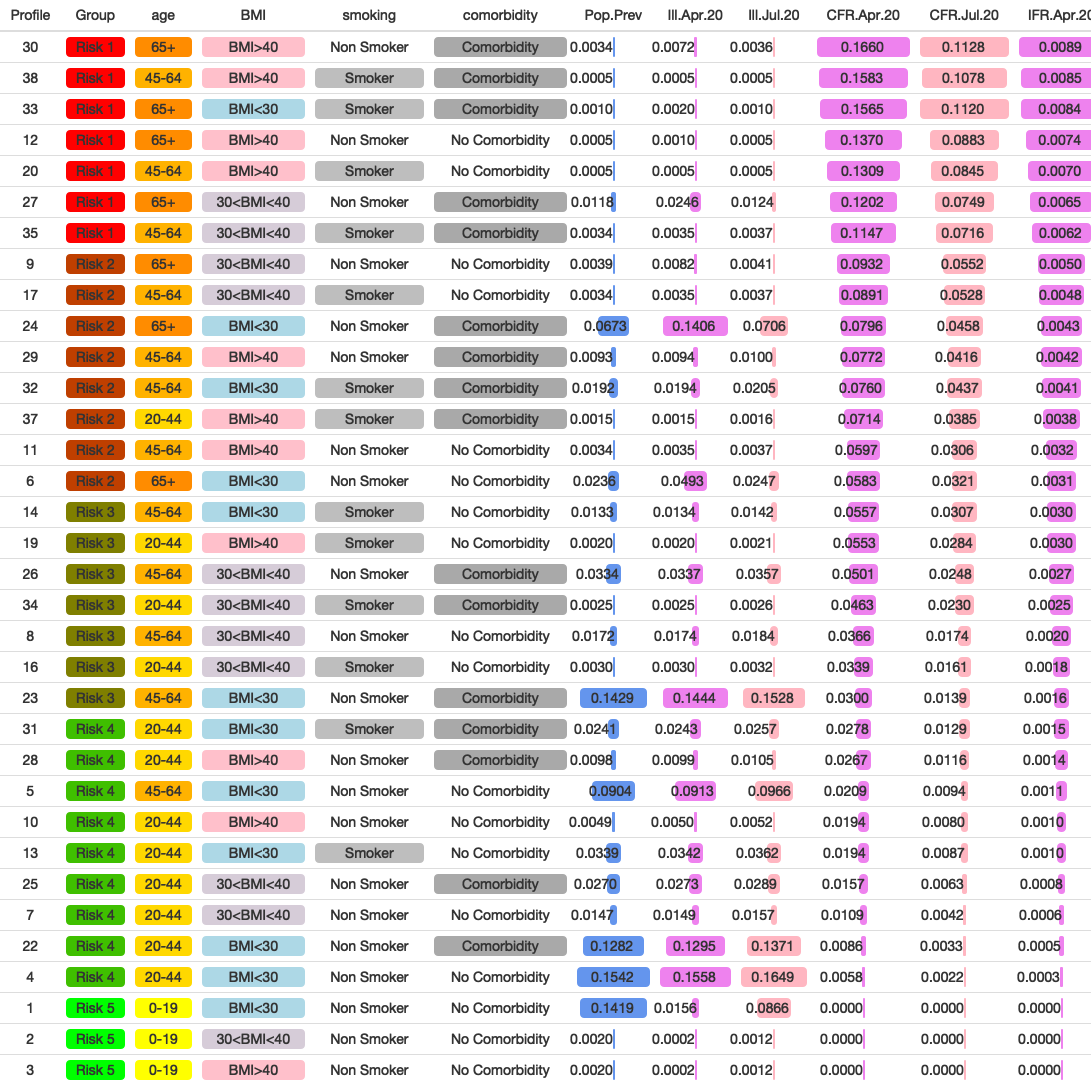 Profile Group age BMI smoking comorbidity Pop.Prev Ill.Apr.20 Ill.Jul.20 CFR.Apr.20 CFR.Jul.20 IFR.Apr.20
30 Risk 1 65+ BMI>40 Non Smoker Comorbidity 0.0034 0.0072 0.0036 0.1660 0.1128 0.0089
38 Risk 1 45-64 BMI>40 Smoker Comorbidity 0.0005 0.0005 0.0005 0.1583 0.1078 0.0085
33 Risk 1 65+ BMI<30 Smoker Comorbidity 0.0010 0.0020 0.0010 0.1565 0.1120 0.0084
12 Risk 1 65+ BMI>40 Non Smoker No Comorbidity 0.0005 0.0010 0.0005 0.1370 0.0883 0.0074
20 Risk 1 45-64 BMI>40 Smoker No Comorbidity 0.0005 0.0005 0.0005 0.1309 0.0845 0.0070
27 Risk 1 65+ 30<BMI<40 Non Smoker Comorbidity 0.0118 0.0246 0.0124 0.1202 0.0749 0.0065
35 Risk 1 45-64 30<BMI<40 Smoker Comorbidity 0.0034 0.0035 0.0037 0.1147 0.0716 0.0062
9 Risk 2 65+ 30<BMI<40 Non Smoker No Comorbidity 0.0039 0.0082 0.0041 0.0932 0.0552 0.0050
17 Risk 2 45-64 30<BMI<40 Smoker No Comorbidity 0.0034 0.0035 0.0037 0.0891 0.0528 0.0048
24 Risk 2 65+ BMI<30 Non Smoker Comorbidity 0.0673 0.1406 0.0706 0.0796 0.0458 0.0043
29 Risk 2 45-64 BMI>40 Non Smoker Comorbidity 0.0093 0.0094 0.0100 0.0772 0.0416 0.0042
32 Risk 2 45-64 BMI<30 Smoker Comorbidity 0.0192 0.0194 0.0205 0.0760 0.0437 0.0041
37 Risk 2 20-44 BMI>40 Smoker Comorbidity 0.0015 0.0015 0.0016 0.0714 0.0385 0.0038
11 Risk 2 45-64 BMI>40 Non Smoker No Comorbidity 0.0034 0.0035 0.0037 0.0597 0.0306 0.0032
6 Risk 2 65+ BMI<30 Non Smoker No Comorbidity 0.0236 0.0493 0.0247 0.0583 0.0321 0.0031
14 Risk 3 45-64 BMI<30 Smoker No Comorbidity 0.0133 0.0134 0.0142 0.0557 0.0307 0.0030
19 Risk 3 20-44 BMI>40 Smoker No Comorbidity 0.0020 0.0020 0.0021 0.0553 0.0284 0.0030
26 Risk 3 45-64 30<BMI<40 Non Smoker Comorbidity 0.0334 0.0337 0.0357 0.0501 0.0248 0.0027
34 Risk 3 20-44 30<BMI<40 Smoker Comorbidity 0.0025 0.0025 0.0026 0.0463 0.0230 0.0025
8 Risk 3 45-64 30<BMI<40 Non Smoker No Comorbidity 0.0172 0.0174 0.0184 0.0366 0.0174 0.0020
16 Risk 3 20-44 30<BMI<40 Smoker No Comorbidity 0.0030 0.0030 0.0032 0.0339 0.0161 0.0018
23 Risk 3 45-64 BMI<30 Non Smoker Comorbidity 0.1429 0.1444 0.1528 0.0300 0.0139 0.0016
31 Risk 4 20-44 BMI<30 Smoker Comorbidity 0.0241 0.0243 0.0257 0.0278 0.0129 0.0015
28 Risk 4 20-44 BMI>40 Non Smoker Comorbidity 0.0098 0.0099 0.0105 0.0267 0.0116 0.0014
5 Risk 4 45-64 BMI<30 Non Smoker No Comorbidity 0.0904 0.0913 0.0966 0.0209 0.0094 0.0011
10 Risk 4 20-44 BMI>40 Non Smoker No Comorbidity 0.0049 0.0050 0.0052 0.0194 0.0080 0.0010
13 Risk 4 20-44 BMI<30 Smoker No Comorbidity 0.0339 0.0342 0.0362 0.0194 0.0087 0.0010
25 Risk 4 20-44 30<BMI<40 Non Smoker Comorbidity 0.0270 0.0273 0.0289 0.0157 0.0063 0.0008
7 Risk 4 20-44 30<BMI<40 Non Smoker No Comorbidity 0.0147 0.0149 0.0157 0.0109 0.0042 0.0006
22 Risk 4 20-44 BMI<30 Non Smoker Comorbidity 0.1282 0.1295 0.1371 0.0086 0.0033 0.0005
4 Risk 4 20-44 BMI<30 Non Smoker No Comorbidity 0.1542 0.1558 0.1649 0.0058 0.0022 0.0003
1 Risk 5 0-19 BMI<30 Non Smoker No Comorbidity 0.1419 0.0156 0.0866 0.0000 0.0000 0.0000
2 Risk 5 0-19 30<BMI<40 Non Smoker No Comorbidity 0.0020 0.0002 0.0012 0.0000 0.0000 0.0000
3 Risk 5 0-19 BMI>40 Non Smoker No Comorbidity 0.0020 0.0002 0.0012 0.0000 0.0000 0.0000